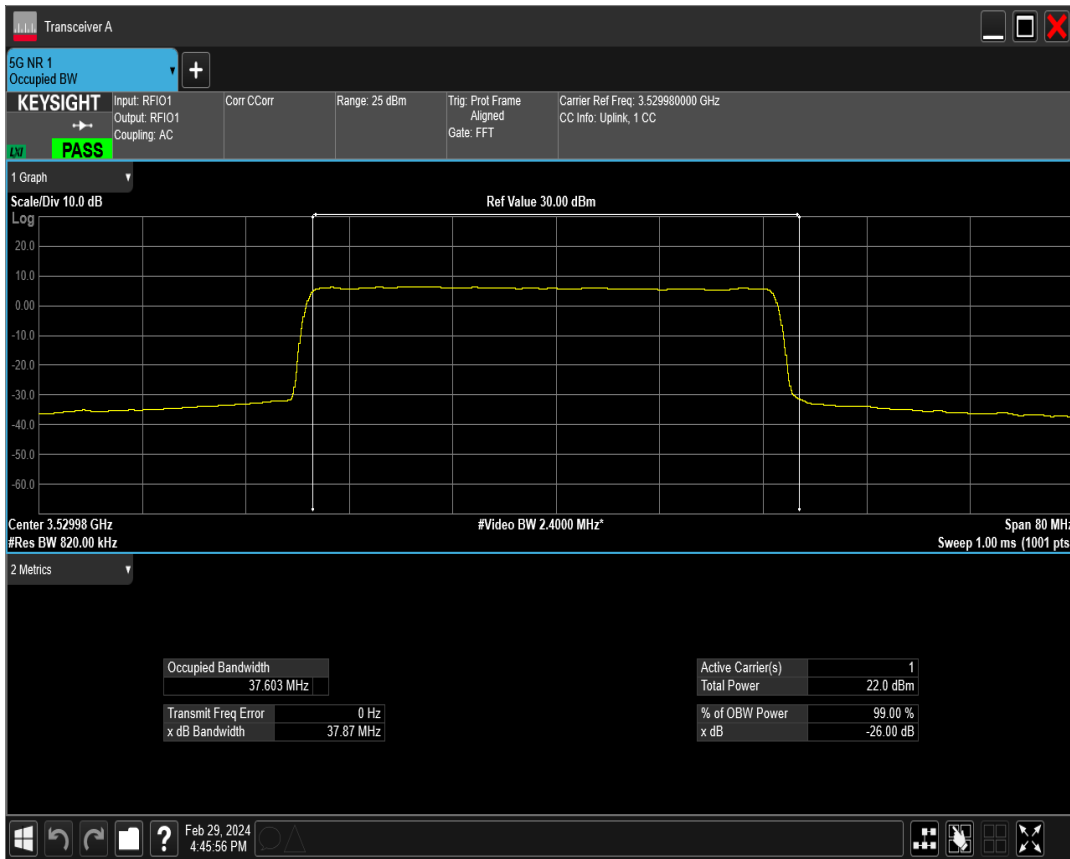 Transceiver A
5G NR 1
Occupied BW
KEYSIGHT
LXI
PASS
Input: RFIO1
Output: RFIO1
Coupling: AC
Corr CCorr
Range: 25 dBm
Trig: Prot Frame
Aligned
Gate: FFT
Carrier Ref Freq: 3.529980000 GHz
CC Info: Uplink, 1 CC
1 Graph
Scale/Div 10.0 dB
Ref Value 30.00 dBm
Log
20.0
10.0
0.00
-10.0
-20.0
-30.0
-40.0
-50.0
-60.0
Center 3.52998 GHz
#Video BW 2.4000 MHz*
Span 80 MHz
#Res BW 820.00 kHz
Sweep 1.00 ms (1001 pts
2 Metrics
Occupied Bandwidth
37.603 MHz
Transmit Freq Error 0 Hz
x dB Bandwidth 37.87 MHz
Active Carrier(s) 1
Total Power 22.0 dBm
% of OBW Power 99.00 %
x dB -26.00 dB
?
Feb 29, 2024
4:45:56 PM